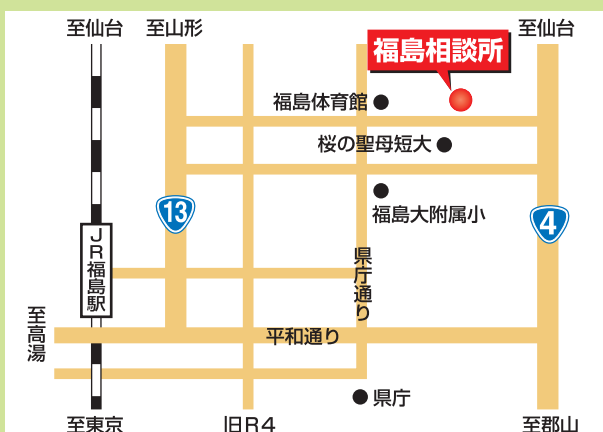 至仙台
至山形
至仙台
福島相談所
福島体育館
桜の聖母短大
13
福島大附属小
4
JR福島駅
県庁通り
至高湯
平和通り
県庁
至東京
旧R4
至郡山